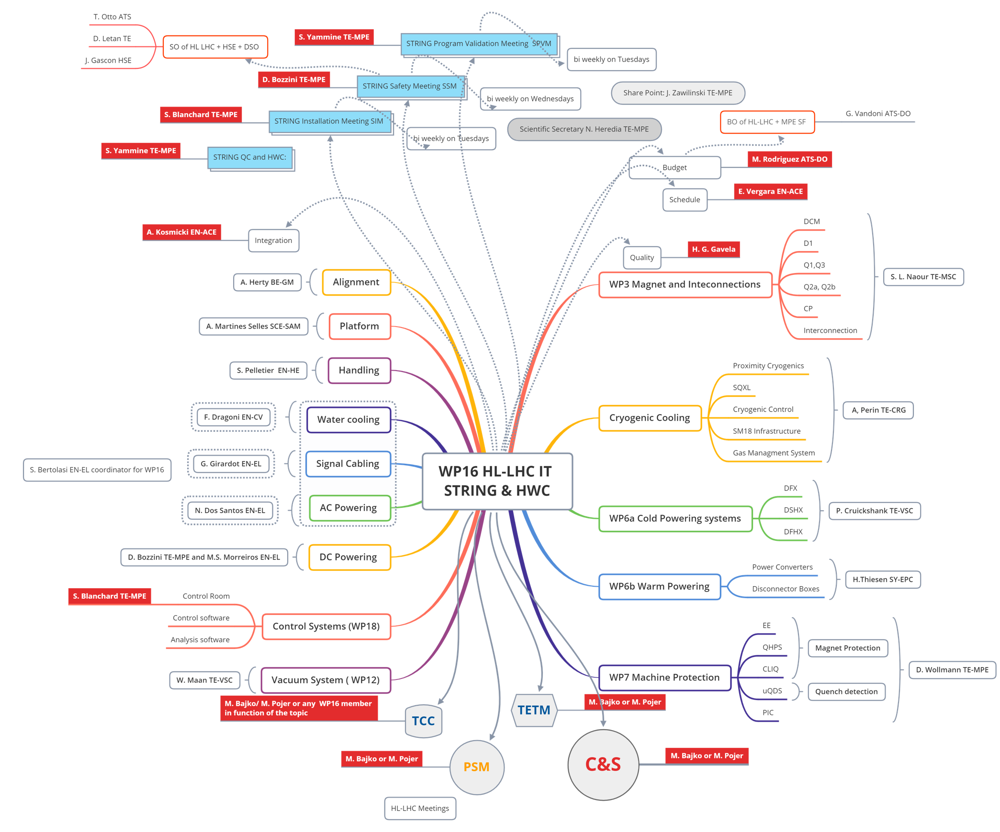 T. Otto ATS
D. Letan TE
J. Gascon HSE
SO of HL LHC + HSE + DSO
S. Yammine TE-MPE
STRING Program Validation Meeting  SPVM
bi weekly on Tuesdays
D. Bozzini TE-MPE
STRING Safety Meeting SSM
bi weekly on Wednesdays
Share Point: J. Zawilinski TE-MPE
S. Blanchard TE-MPE
STRING Installation Meeting SIM
bi weekly on Tuesdays
Scientific Secretary N. Heredia TE-MPE
BO of HL-LHC + MPE SF
G. Vandoni ATS-DO
S. Yammine TE-MPE
STRING QC and HWC:
Budget
M. Rodriguez ATS-DO
Schedule
E. Vergara EN-ACE
A. Kosmicki EN-ACE
Integration
Quality
H. G. Gavela
A. Herty BE-GM
Alignment
A. Martines Selles SCE-SAM
Platform
S. Pelletier  EN-HE
Handling
F. Dragoni EN-CV
Water cooling
S. Bertolasi EN-EL coordinator for WP16
G. Girardot EN-EL
Signal Cabling
N. Dos Santos EN-EL
AC Powering
D. Bozzini TE-MPE and M.S. Morreiros EN-EL
DC Powering
S. Blanchard TE-MPE
Control Room
Control software
Analysis software
Control Systems (WP18)
W. Maan TE-VSC
Vacuum System ( WP12)
WP16 HL-LHC IT
STRING & HWC
WP3 Magnet and Inteconnections
DCM
D1
Q1,Q3
Q2a, Q2b
CP
Interconnection
S. L. Naour TE-MSC
Cryogenic Cooling
Proximity Cryogenics
SQXL
Cryogenic Control
SM18 Infrastructure
Gas Managment System
A, Perin TE-CRG
WP6a Cold Powering systems
DFX
DSHX
DFHX
P. Cruickshank TE-VSC
WP6b Warm Powering
Power Converters
Disconnector Boxes
H.Thiesen SY-EPC
WP7 Machine Protection
EE
QHPS
CLIQ
uQDS
PIC
Magnet Protection
Quench detection
D. Wollmann TE-MPE
M. Bajko/ M. Pojer or any  WP16 member
in function of the topic
TCC
TETM
M. Bajko or M. Pojer
M. Bajko or M. Pojer
PSM
C&S
M. Bajko or M. Pojer
HL-LHC Meetings